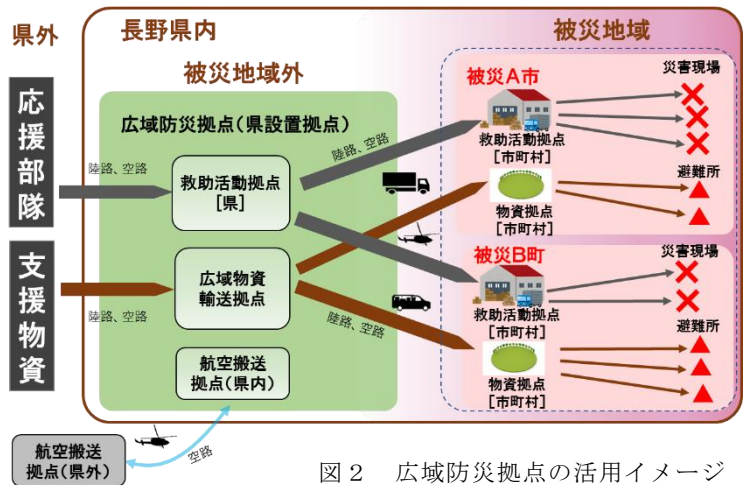 県外
長野県内
被災地域
被災地域外
応援部隊
支援物資
広域防災拠点(県設置拠点)
陸路、空路
救助活動拠点
[県]
陸路、空路
広域物資
輸送拠点
陸路、空路
陸路、空路
航空搬送
拠点(県内)
空路
航空搬送
拠点(県外)
被災A市
災害現場
救助活動拠点
[市町村]
避難所
物資拠点
[市町村]
被災B町
災害現場
救助活動拠点
[市町村]
避難所
物資拠点
[市町村]
図2 広域防災拠点の活用イメージ